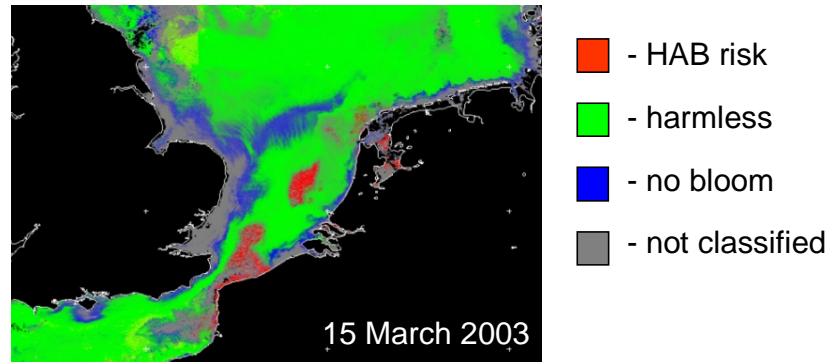 - HAB risk
- harmless
- no bloom
- not classified
15 March 2003